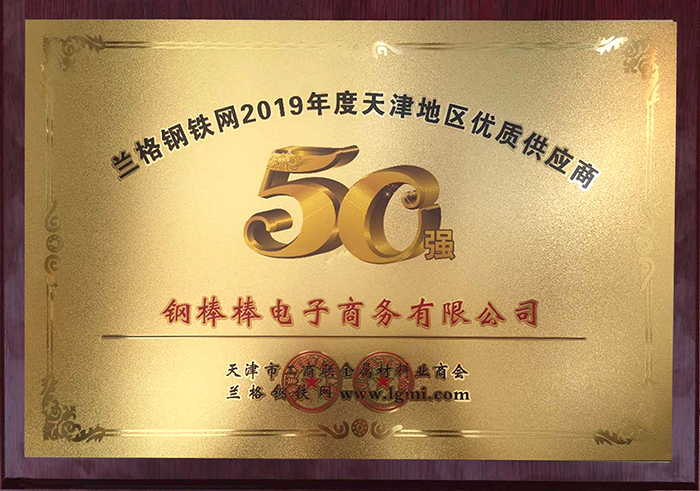 兰格钢铁网2019年度天津地区优质供应商
50强
钢棒棒电子商务有限公司
天津市工商联金属材料业商会
兰格钢铁网 www.lgmi.com